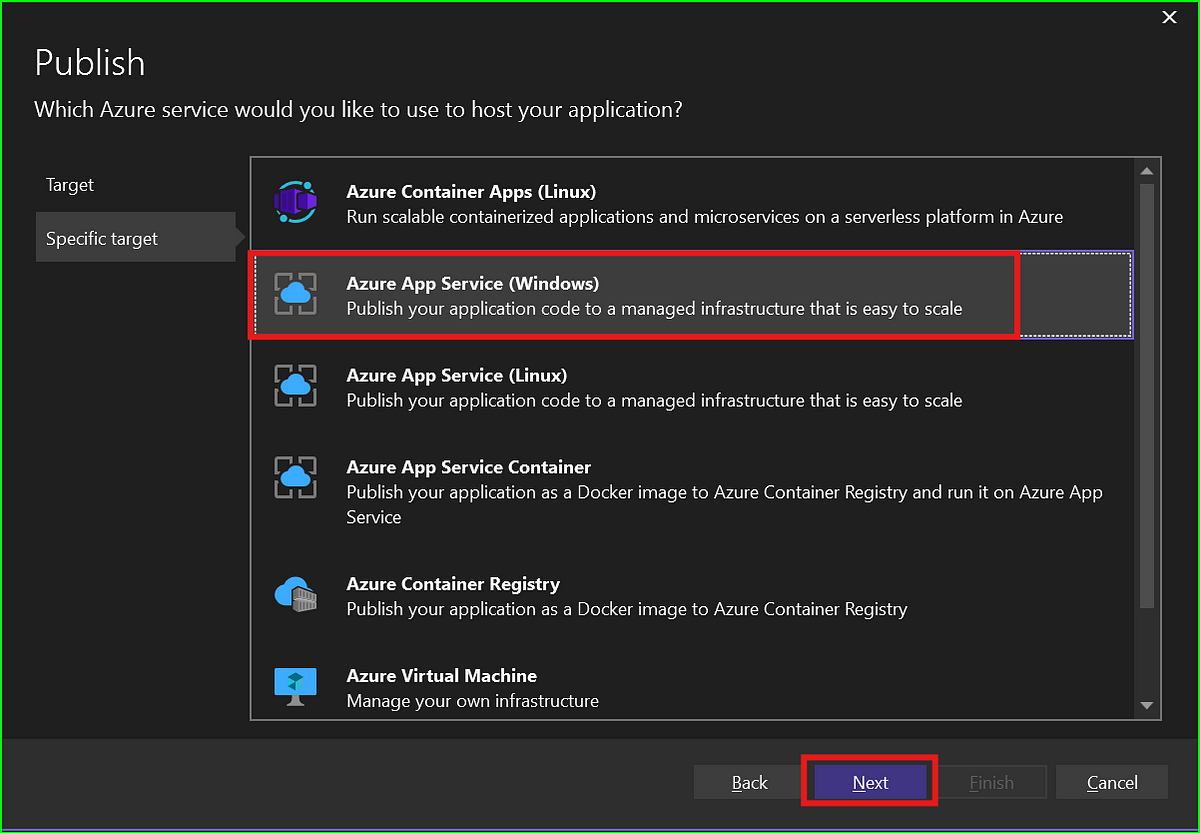 Publish
Which Azure service would you like to use to host your application?
Target
Specific target
Azure Container Apps (Linux)
Run scalable containerized applications and microservices on a serverless platform in Azure
Azure App Service (Windows)
Publish your application code to a managed infrastructure that is easy to scale
Azure App Service (Linux)
Publish your application code to a managed infrastructure that is easy to scale
Azure App Service Container
Publish your application as a Docker image to Azure Container Registry and run it on Azure App
Service
Azure Container Registry
Publish your application as a Docker image to Azure Container Registry
Azure Virtual Machine
Manage your own infrastructure
Back
Next
Finish
Cancel